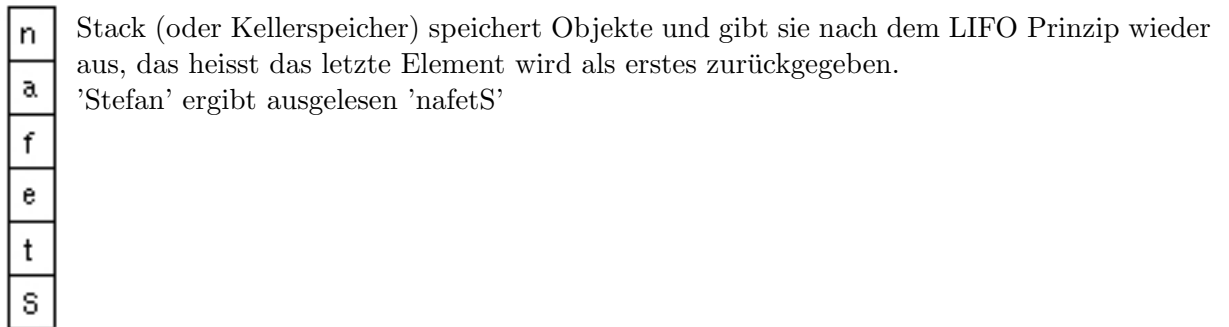 n
a
f
e
t
S
Stack (oder Kellerspeicher) speichert Objekte und gibt sie nach dem LIFO Prinzip wieder
aus, das heisst das letzte Element wird als erstes zurückgegeben.
’Stefan’ ergibt ausgelesen ’nafetS’